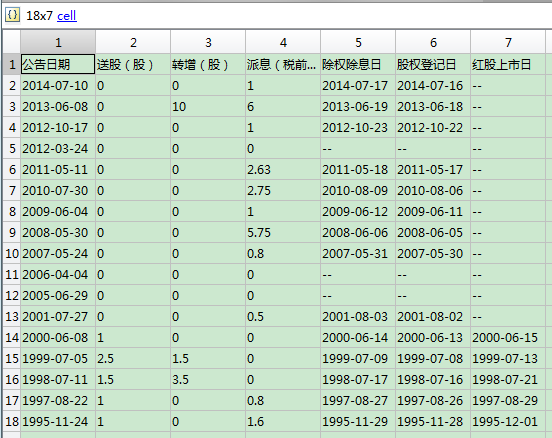 {} 18x7 cell
1 2 3 4 5 6 7
1 公告日期 送股（股） 转增（股） 派息（税前... 除权除息日 股权登记日 红股上市日
2 2014-07-10 0 0 1 2014-07-17 2014-07-16 --
3 2013-06-08 0 10 6 2013-06-19 2013-06-18 --
4 2012-10-17 0 0 1 2012-10-23 2012-10-22 --
5 2012-03-24 0 0 0 -- -- --
6 2011-05-11 0 0 2.63 2011-05-18 2011-05-17 --
7 2010-07-30 0 0 2.75 2010-08-09 2010-08-06 --
8 2009-06-04 0 0 1 2009-06-12 2009-06-11 --
9 2008-05-30 0 0 5.75 2008-06-06 2008-06-05 --
10 2007-05-24 0 0 0.8 2007-05-31 2007-05-30 --
11 2006-04-04 0 0 0 -- -- --
12 2005-06-29 0 0 0 -- -- --
13 2001-07-27 0 0 0.5 2001-08-03 2001-08-02 --
14 2000-06-08 1 0 0 2000-06-14 2000-06-13 2000-06-15
15 1999-07-05 2.5 1.5 0 1999-07-09 1999-07-08 1999-07-13
16 1998-07-11 1.5 3.5 0 1998-07-17 1998-07-16 1998-07-21
17 1997-08-22 1 0 0.8 1997-08-27 1997-08-26 1997-08-29
18 1995-11-24 1 0 1.6 1995-11-29 1995-11-28 1995-12-01